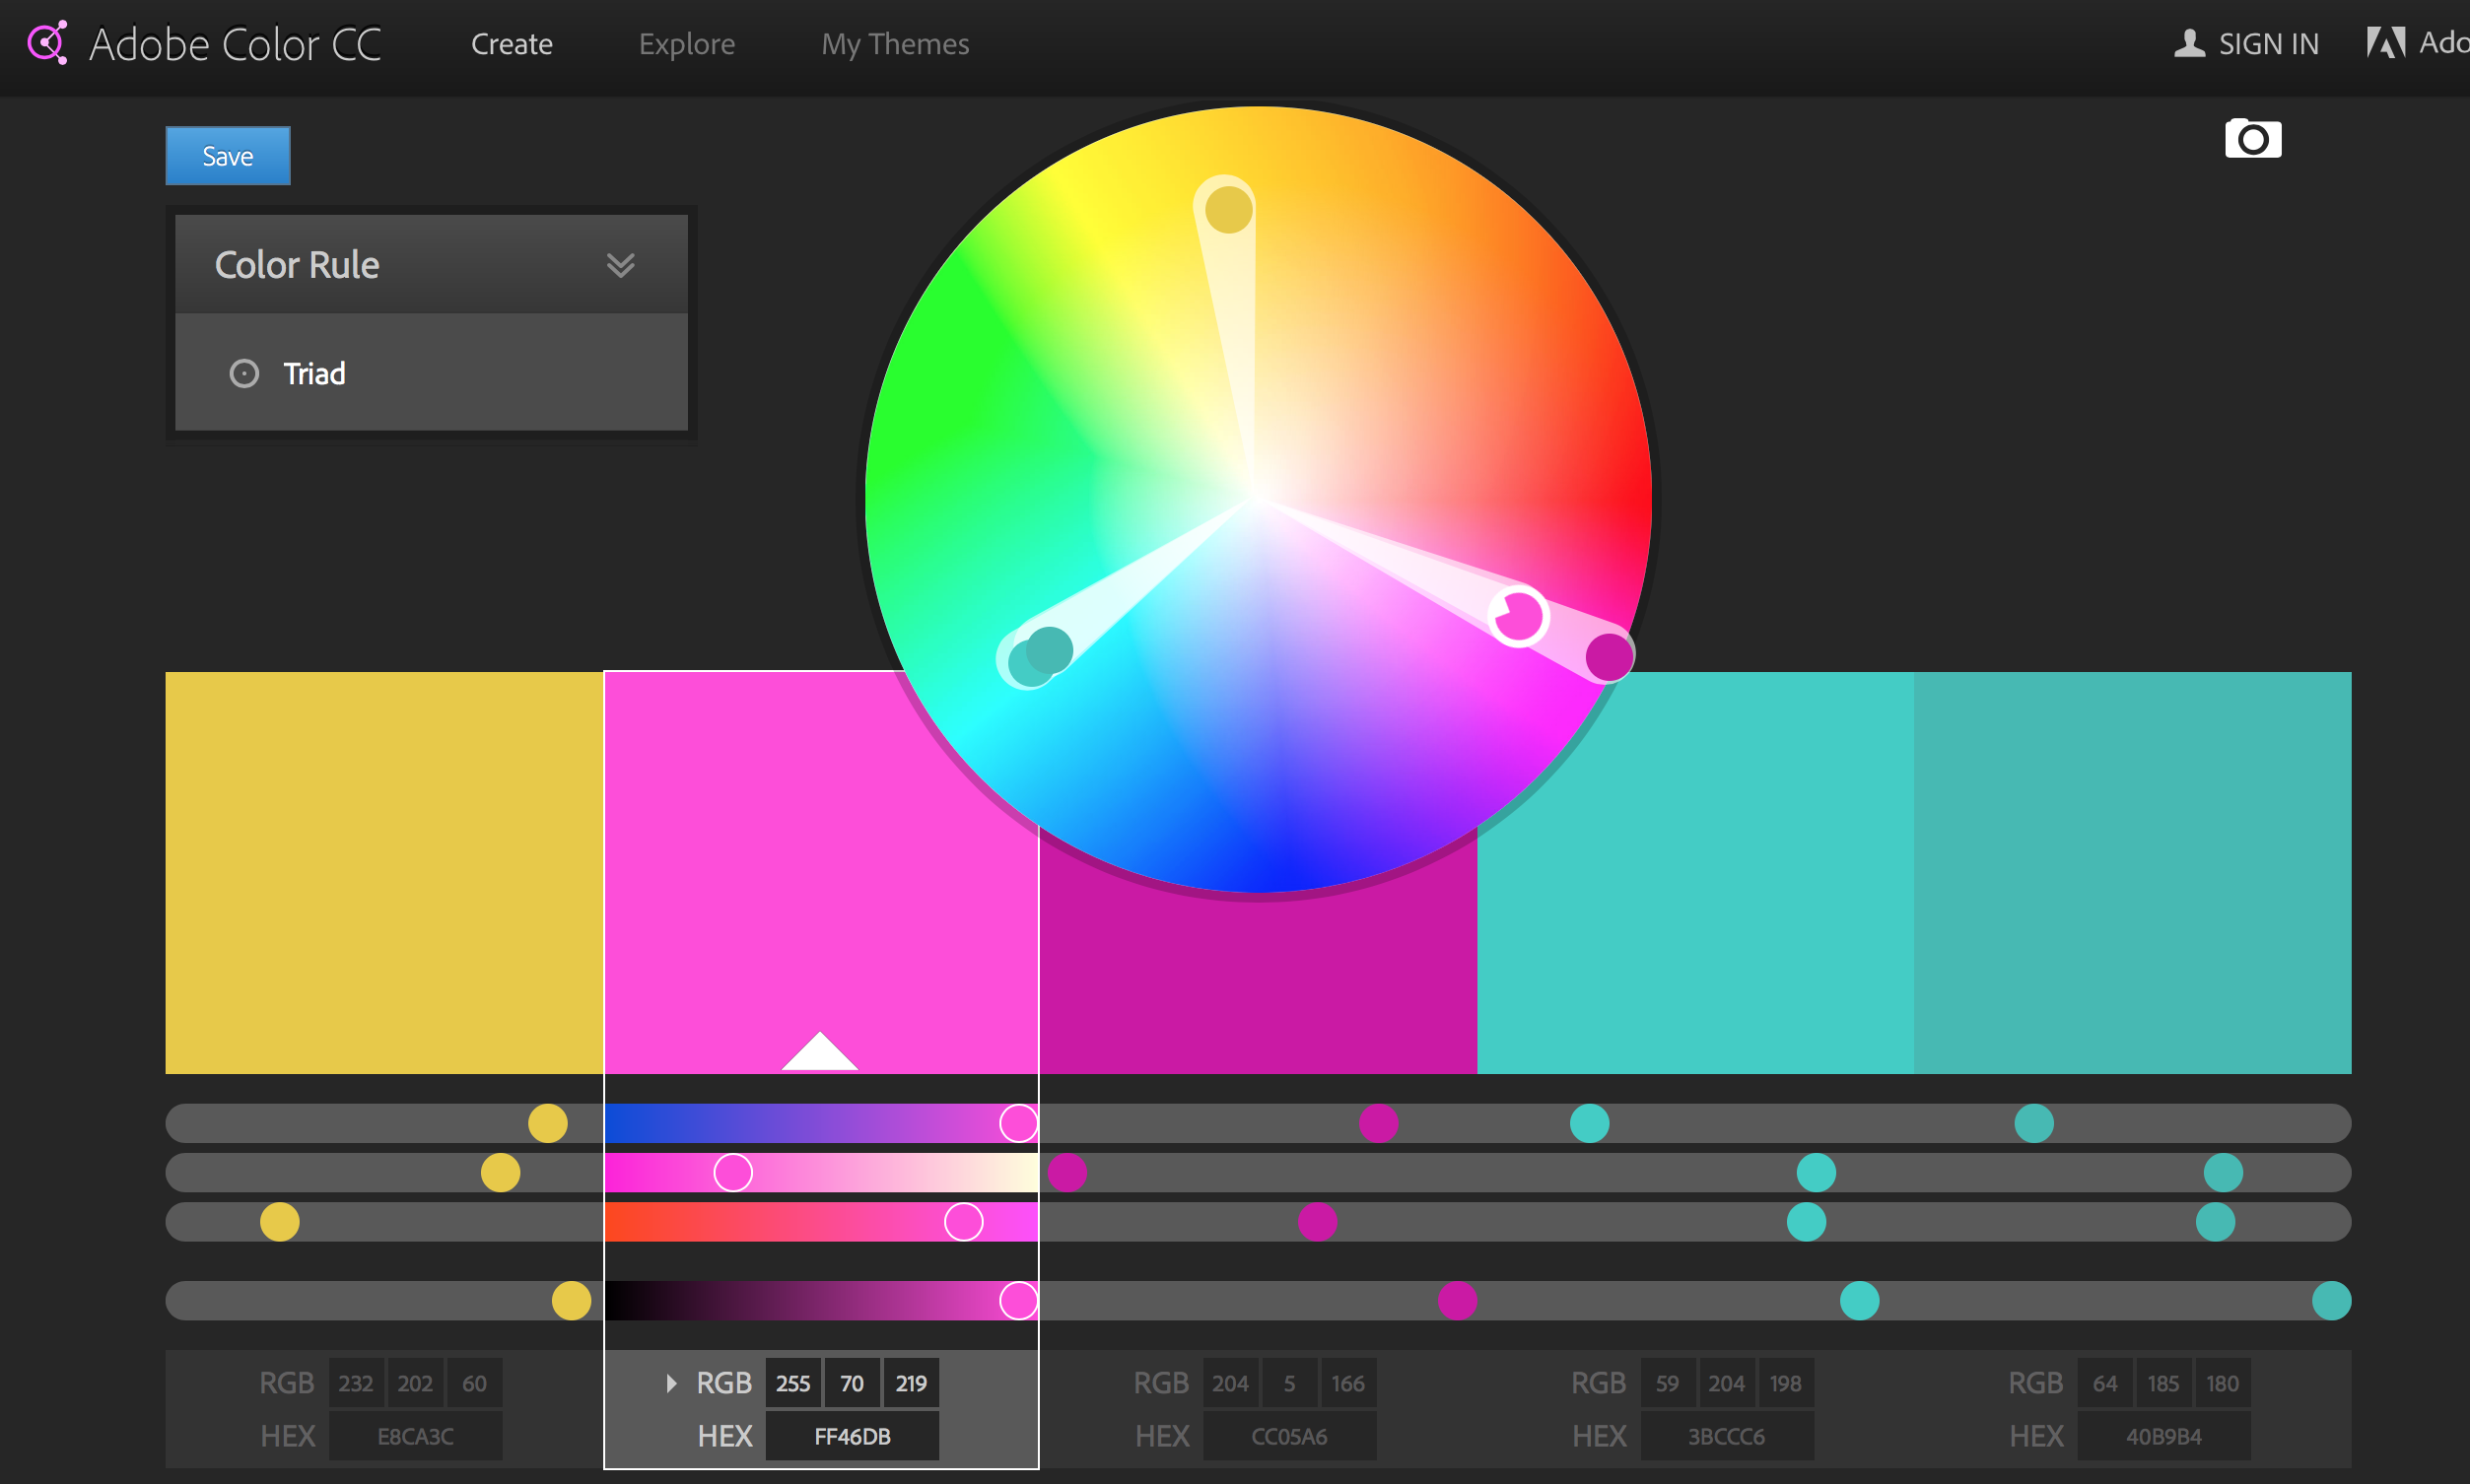 Adobe Color CC Create Explore My Themes SIGN IN Ado
Save
Color Rule
Triad
RGB 232 202 60 RGB 255 70 219 RGB 204 5 166 RGB 59 204 198 RGB 64 185 180
HEX E8CA3C HEX FF46DB HEX CC05A6 HEX 3BCCC6 HEX 40B9B4